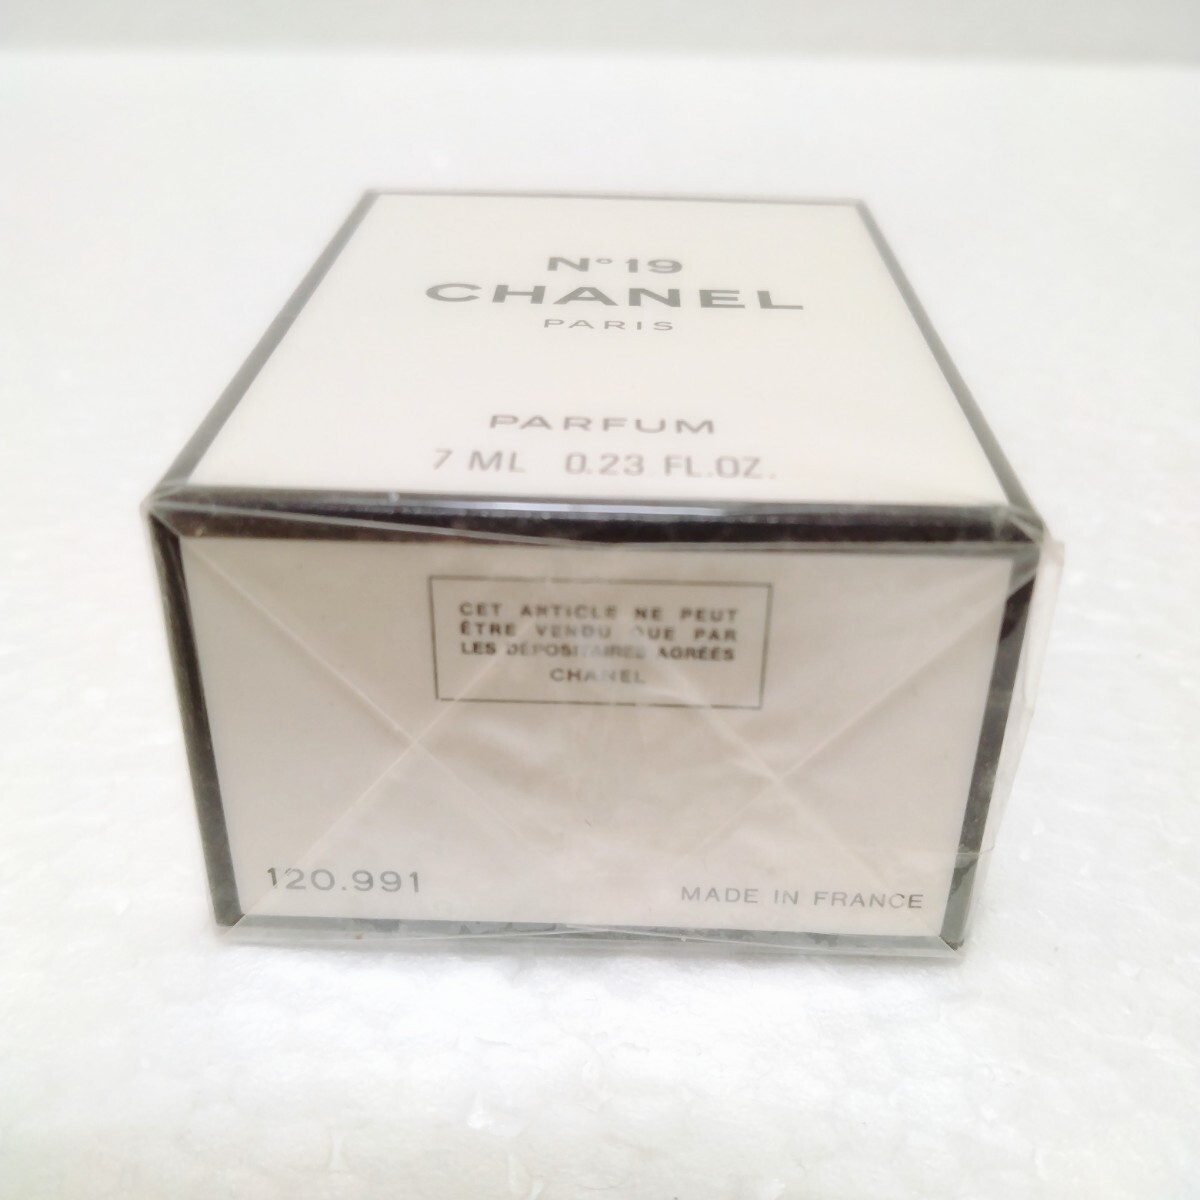 N° 19
CHANEL
PARIS
PARFUM
7 ML 0.23 FL.OZ.
CET ARTICLE NE PEUT
ÊTRE VENDU QUE PAR
LES DÉPOSITAIRES AGRÉÉS
CHANEL
120.991
MADE IN FRANCE